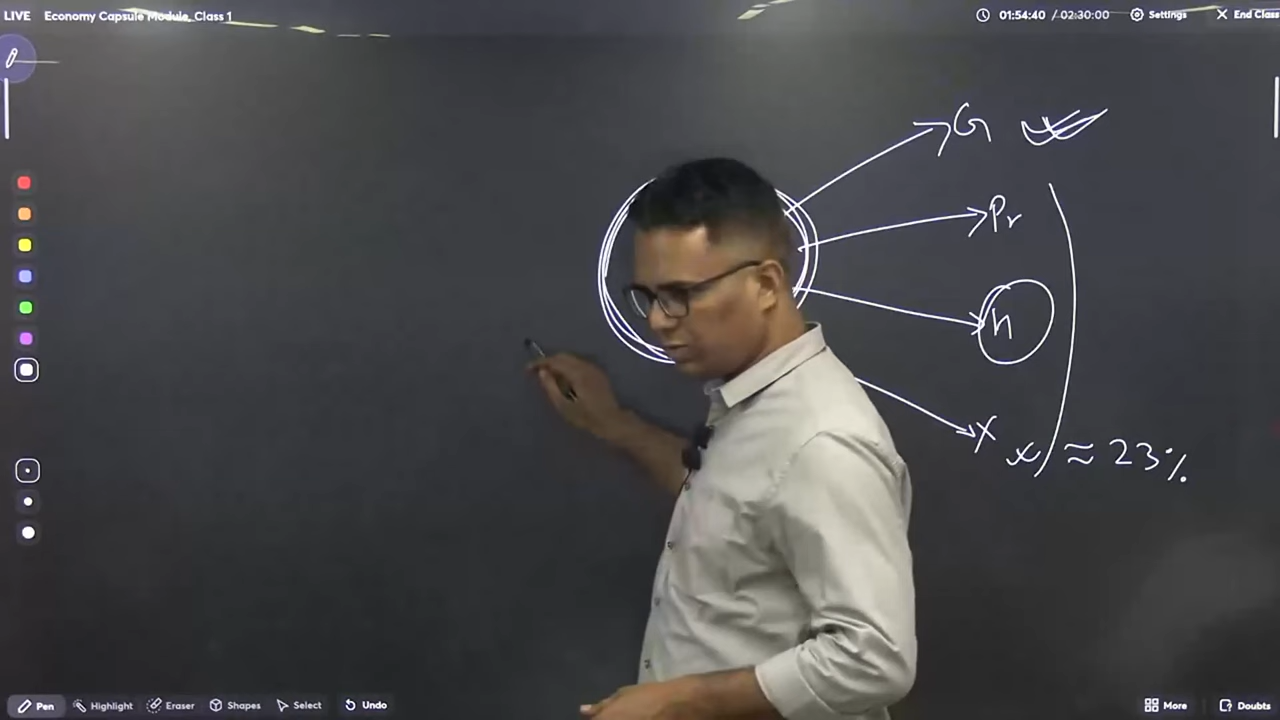 LIVE Economy Capsule Module, Class 1 01:54:40 / 02:30:00 Settings End Class
G
Pr
h
X
≈ 23%
Pen Highlight Eraser Shapes Select Undo More Doubts